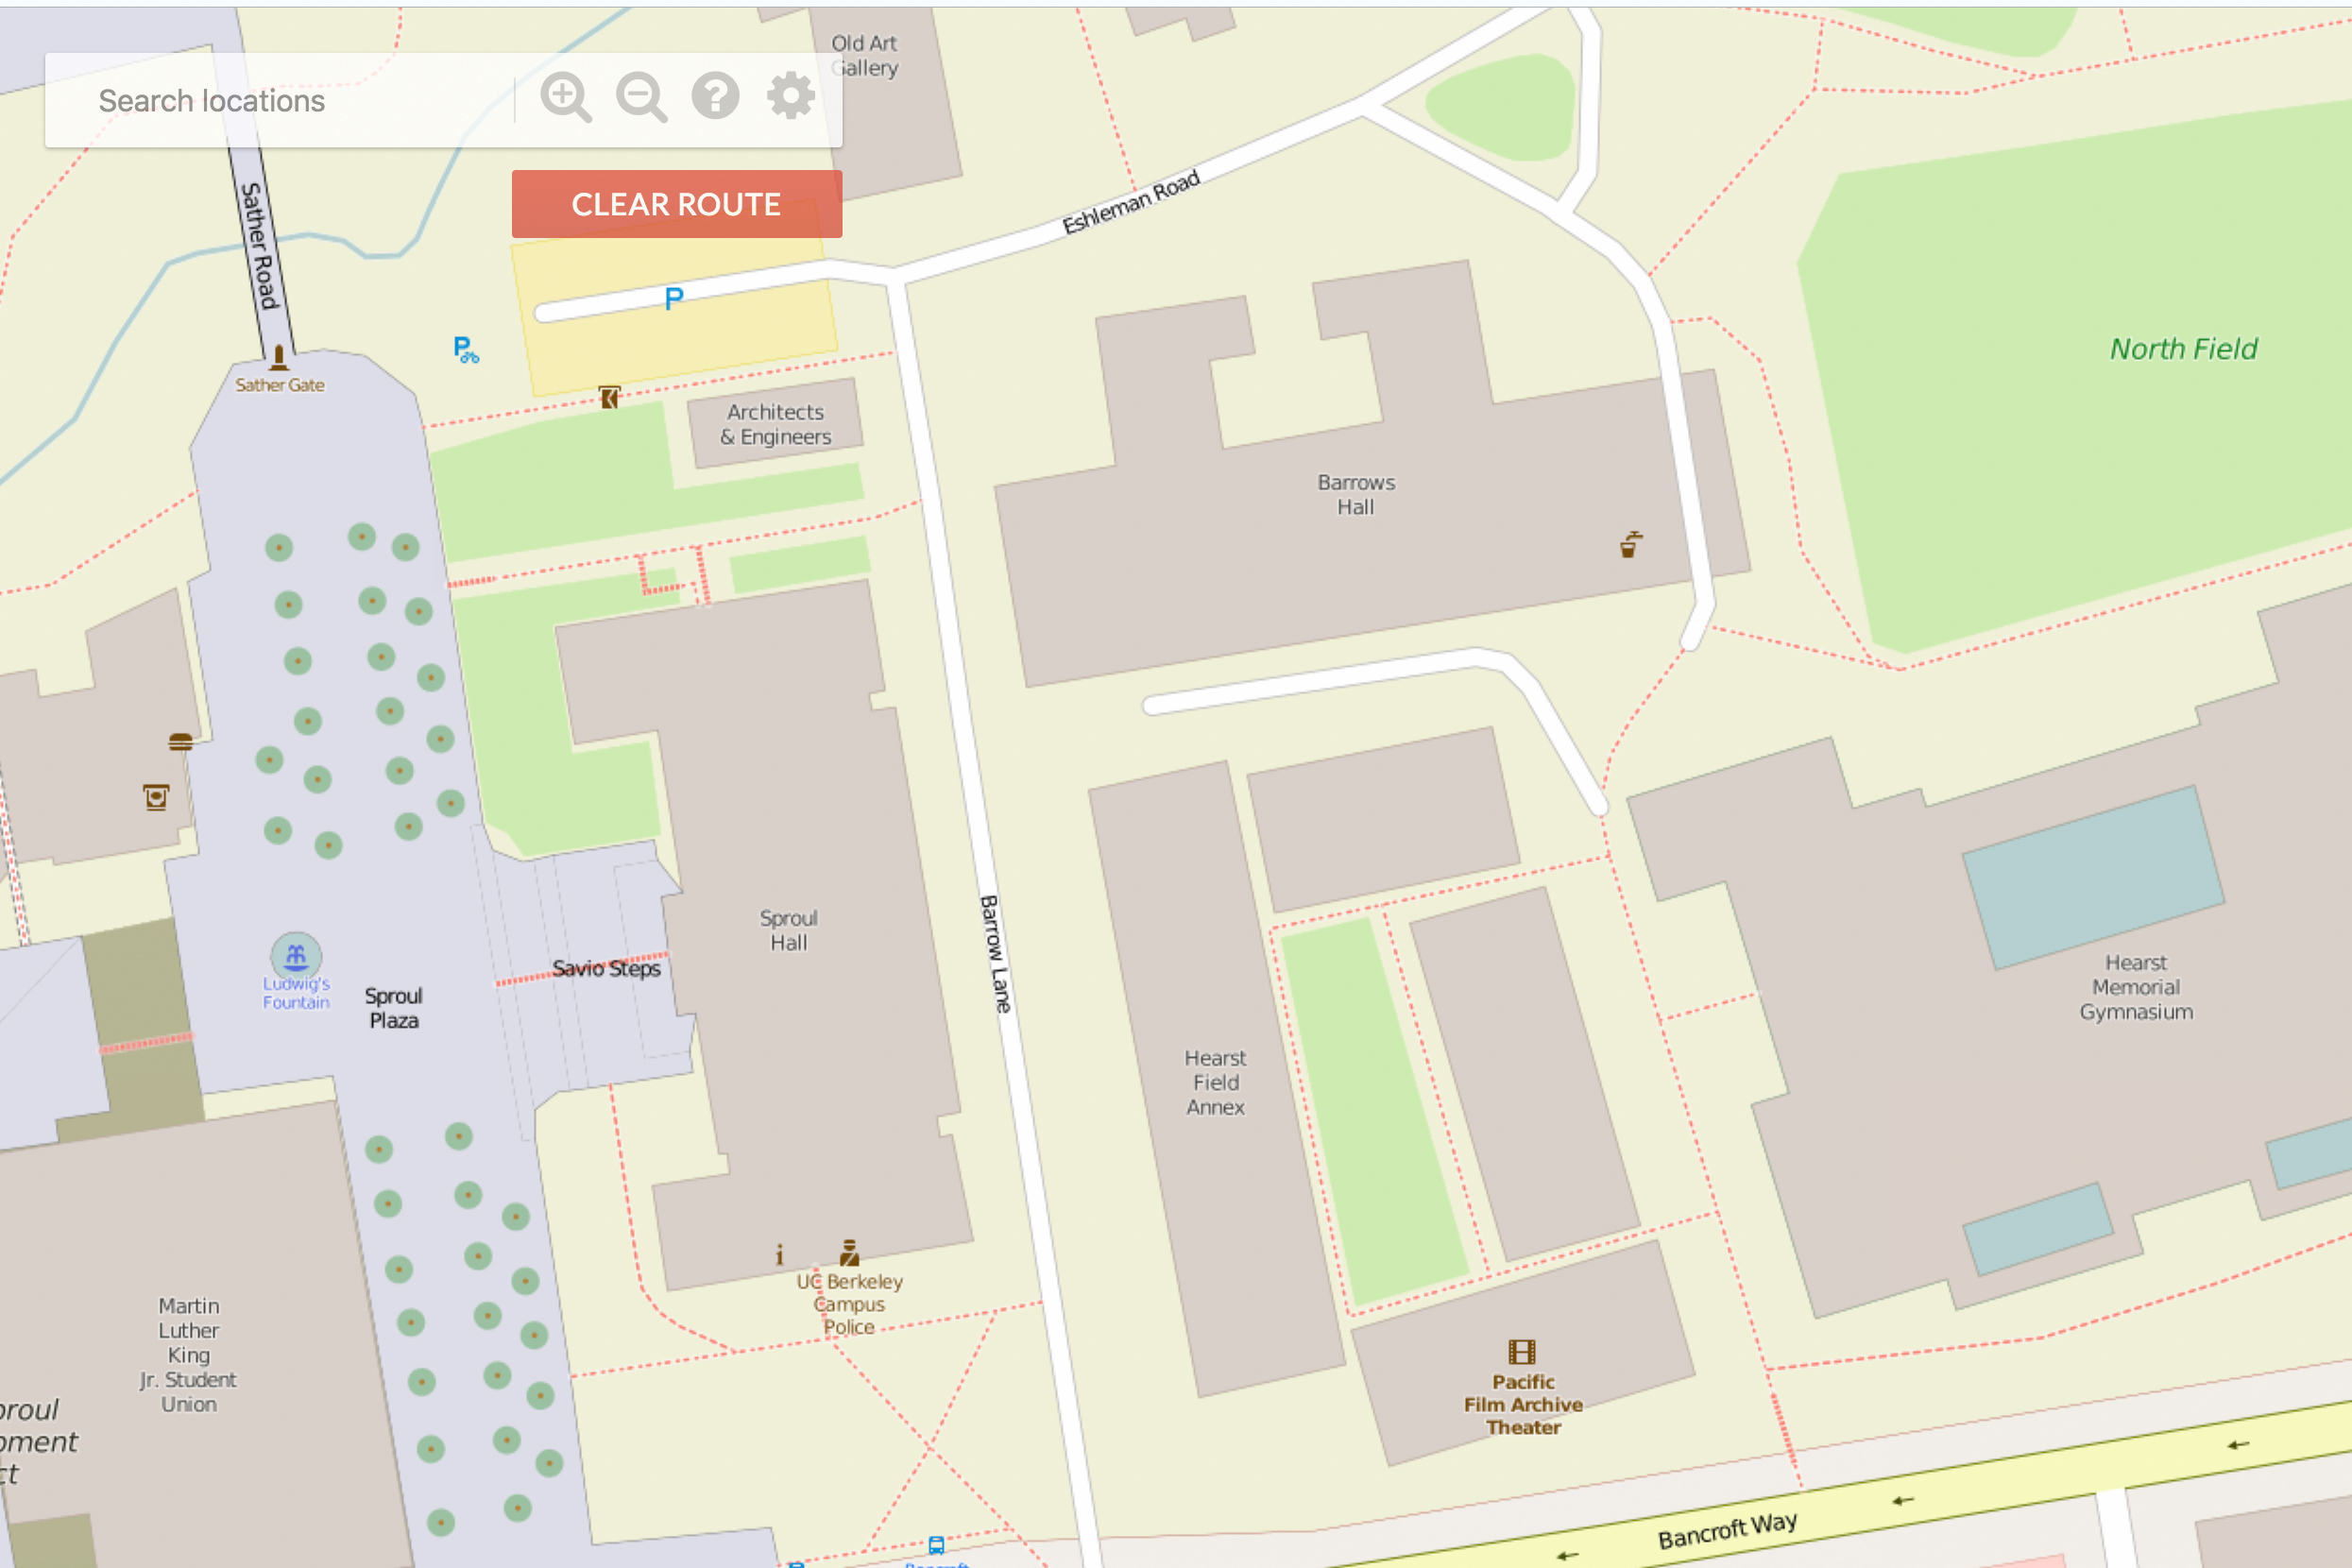 Old Art
Gallery
Search locations
CLEAR ROUTE
Sather Road
Eshleman Road
P
P
Sather Gate
North Field
Architects
& Engineers
Barrows
Hall
Sproul
Hall
Barrow Lane
Savio Steps
Ludwig's
Fountain
Sproul
Plaza
Hearst
Memorial
Gymnasium
Hearst
Field
Annex
UC Berkeley
Campus
Police
Martin
Luther
King
Jr. Student
Union
Pacific
Film Archive
Theater
Bancroft Way